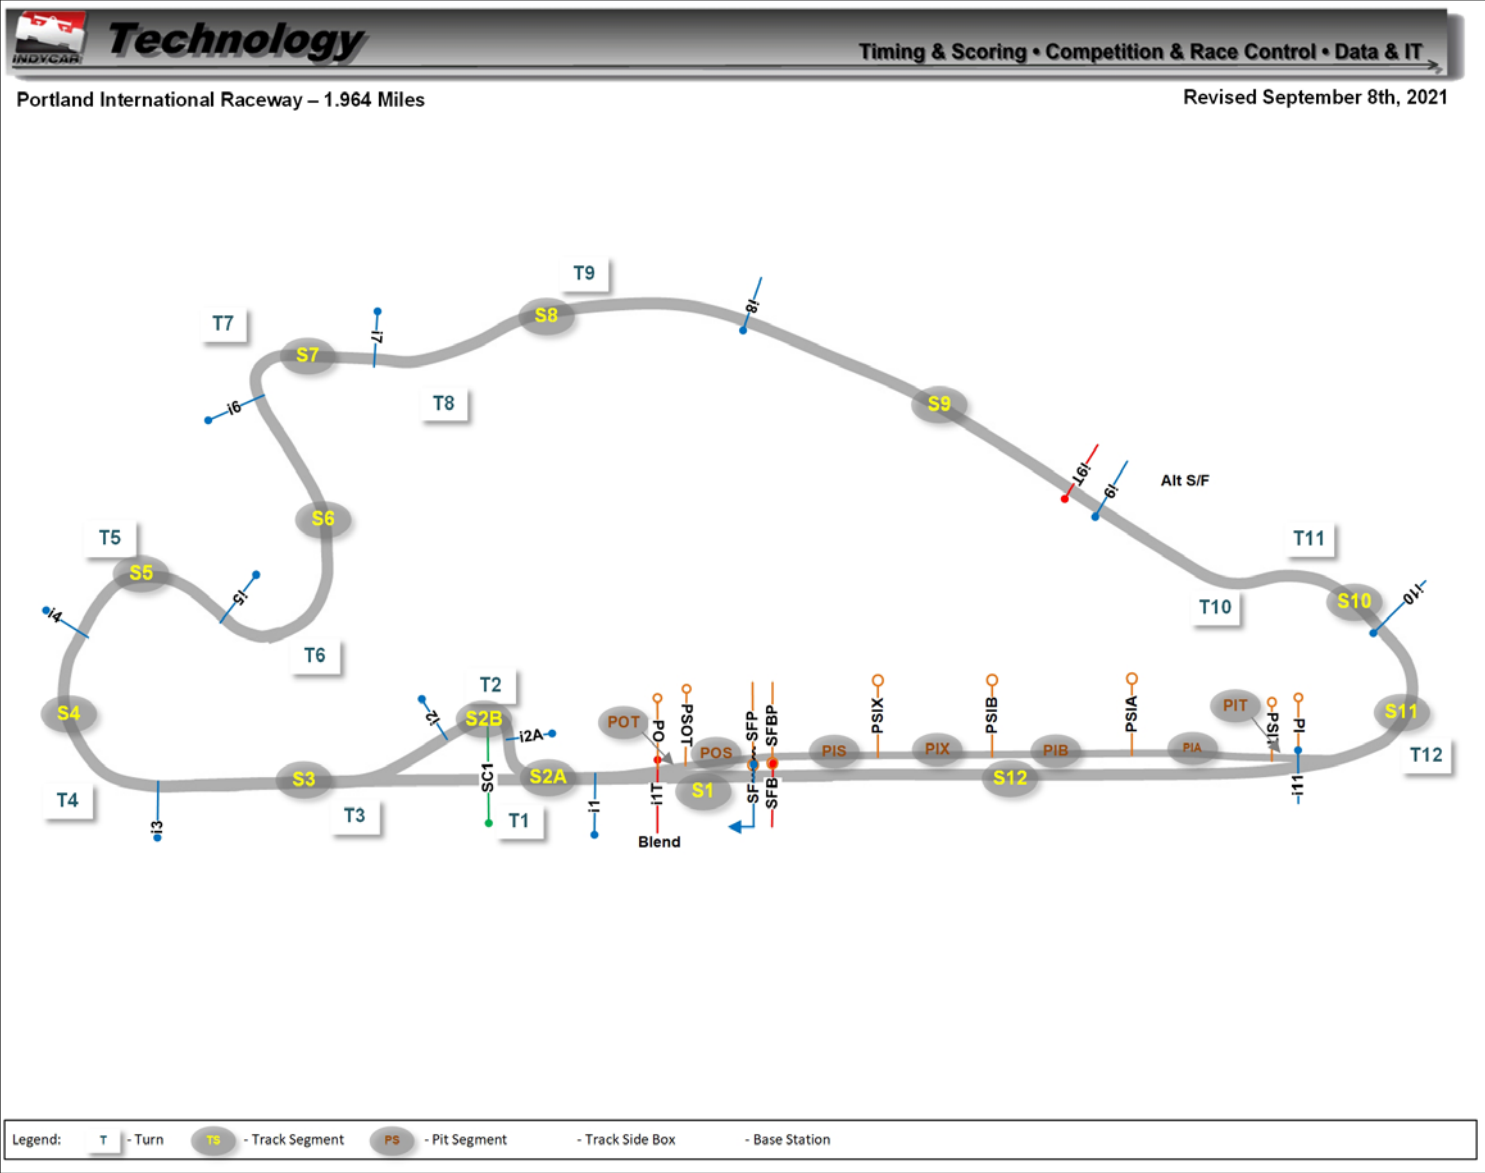 INDYCAR
Technology
Timing & Scoring • Competition & Race Control • Data & IT
Portland International Raceway – 1.964 Miles
Revised September 8th, 2021
T9
i8
S8
T7
i7
S7
T8
i6
S9
i9T
i9
Alt S/F
S6
T5
S5
i5
i4
T6
T11
S10
i10
T10
T2
i2
S2B
i2A
S4
POT
PO
PSOT
SFP
SFBP
PSIX
PSIB
PSIA
PIT
PSIT
PI
S11
T12
POS
PIS
PIX
PIB
PIA
S3
SC1
S2A
i1
i1T
S1
SF
SFB
S12
i11
T4
i3
T3
T1
Blend
Legend:
T
- Turn
TS
- Track Segment
PS
- Pit Segment
- Track Side Box
- Base Station